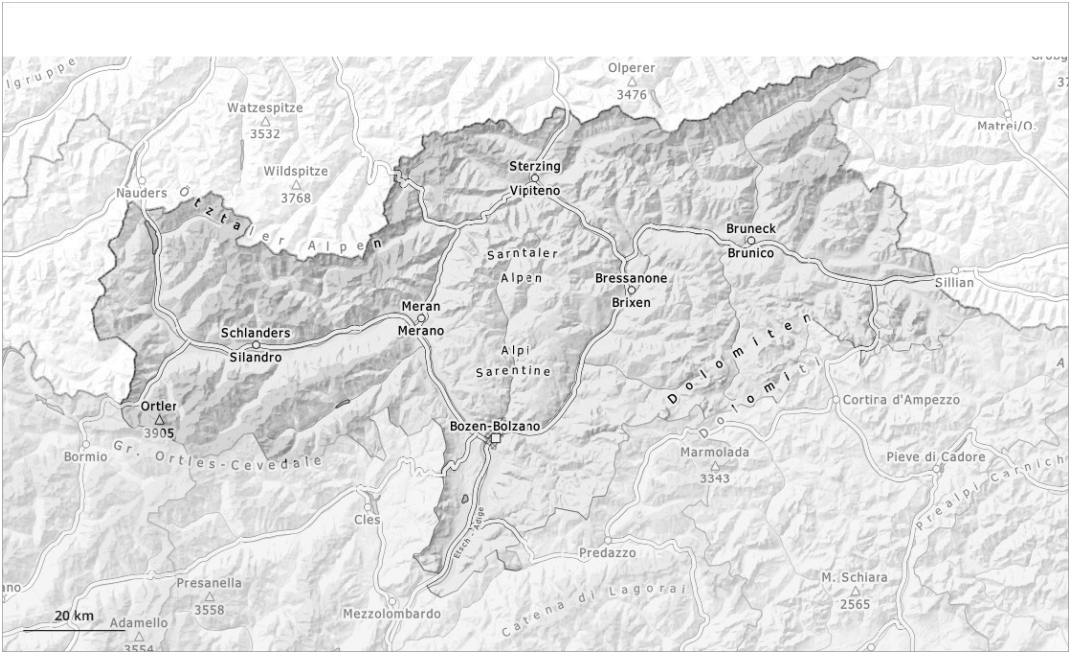 lgruppe
Olperer
3476
Watzespitze
3532
Matrei/O.
Wildspitze
3768
Sterzing
Vipiteno
Nauders
Ötztaler Alpen
Sarntaler
Alpen
Bruneck
Brunico
Sillian
Bressanone
Brixen
Meran
Merano
Schlanders
Silandro
Alpi
Sarentine
Dolomiten
Dolomiti
Ortler
3905
Cortina d'Ampezzo
Bozen-Bolzano
Gr. Ortles-Cevedale
Bormio
Marmolada
3343
Pieve di Cadore
Prealpi Carnich
Cles
Etsch - Adige
Predazzo
ano
Presanella
3558
M. Schiara
2565
Catena di Lagorai
Mezzolombardo
20 km
Adamello
3554